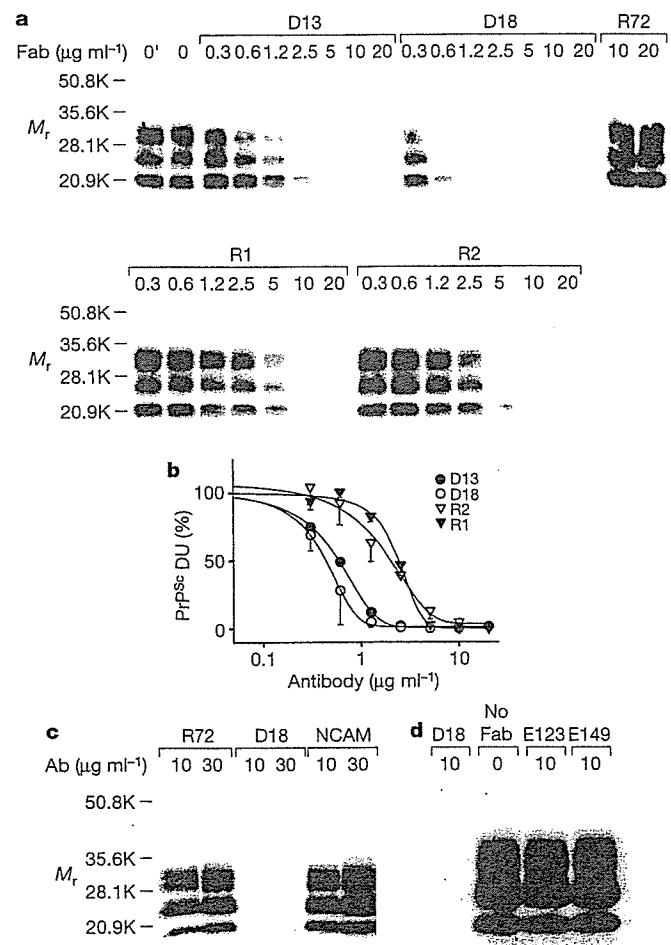 a
D13 D18 R72
Fab (µg ml⁻¹) 0' 0 0.3 0.6 1.2 2.5 5 10 20 0.3 0.6 1.2 2.5 5 10 20 10 20
50.8K
35.6K
Mr
28.1K
20.9K
R1 R2
0.3 0.6 1.2 2.5 5 10 20 0.3 0.6 1.2 2.5 5 10 20
50.8K
35.6K
Mr
28.1K
20.9K
b
D13
D18
R2
R1
PrPSc DU (%)
100
50
0
0.1 1 10
Antibody (µg ml⁻¹)
c
R72 D18 NCAM
Ab (µg ml⁻¹) 10 30 10 30 10 30
50.8K
35.6K
Mr
28.1K
20.9K
d
No
D18 Fab E123 E149
10 0 10 10